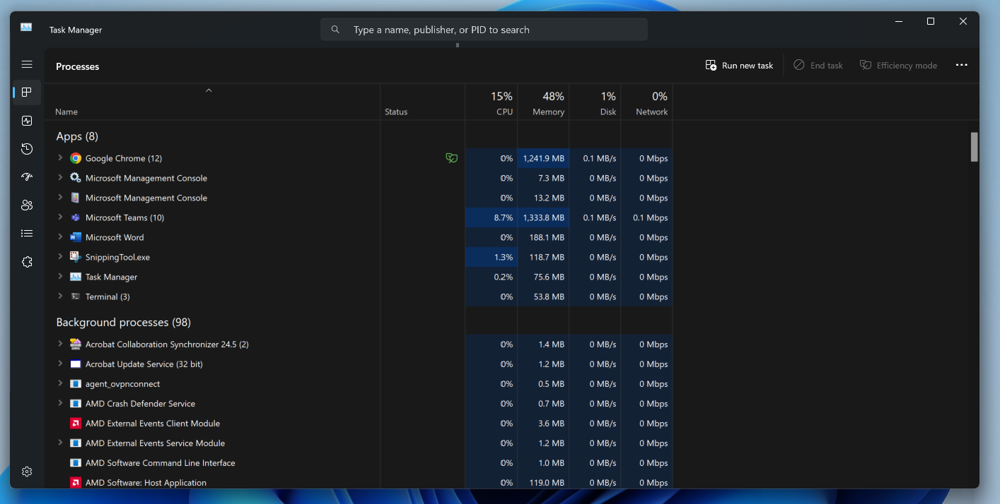 Task Manager
Type a name, publisher, or PID to search
Processes
Run new task
End task
Efficiency mode
15% 48% 1% 0%
Name Status CPU Memory Disk Network
Apps (8)
Google Chrome (12) 0% 1,241.9 MB 0.1 MB/s 0 Mbps
Microsoft Management Console 0% 7.3 MB 0 MB/s 0 Mbps
Microsoft Management Console 0% 13.2 MB 0 MB/s 0 Mbps
Microsoft Teams (10) 8.7% 1,333.8 MB 0.1 MB/s 0.1 Mbps
Microsoft Word 0% 188.1 MB 0 MB/s 0 Mbps
SnippingTool.exe 1.3% 118.7 MB 0 MB/s 0 Mbps
Task Manager 0.2% 75.6 MB 0 MB/s 0 Mbps
Terminal (3) 0% 53.8 MB 0 MB/s 0 Mbps
Background processes (98)
Acrobat Collaboration Synchronizer 24.5 (2) 0% 1.4 MB 0 MB/s 0 Mbps
Acrobat Update Service (32 bit) 0% 1.2 MB 0 MB/s 0 Mbps
agent_ovpnconnect 0% 0.5 MB 0 MB/s 0 Mbps
AMD Crash Defender Service 0% 0.7 MB 0 MB/s 0 Mbps
AMD External Events Client Module 0% 3.6 MB 0 MB/s 0 Mbps
AMD External Events Service Module 0% 1.2 MB 0 MB/s 0 Mbps
AMD Software Command Line Interface 0% 1.0 MB 0 MB/s 0 Mbps
AMD Software: Host Application 0% 119.0 MB 0 MB/s 0 Mbps